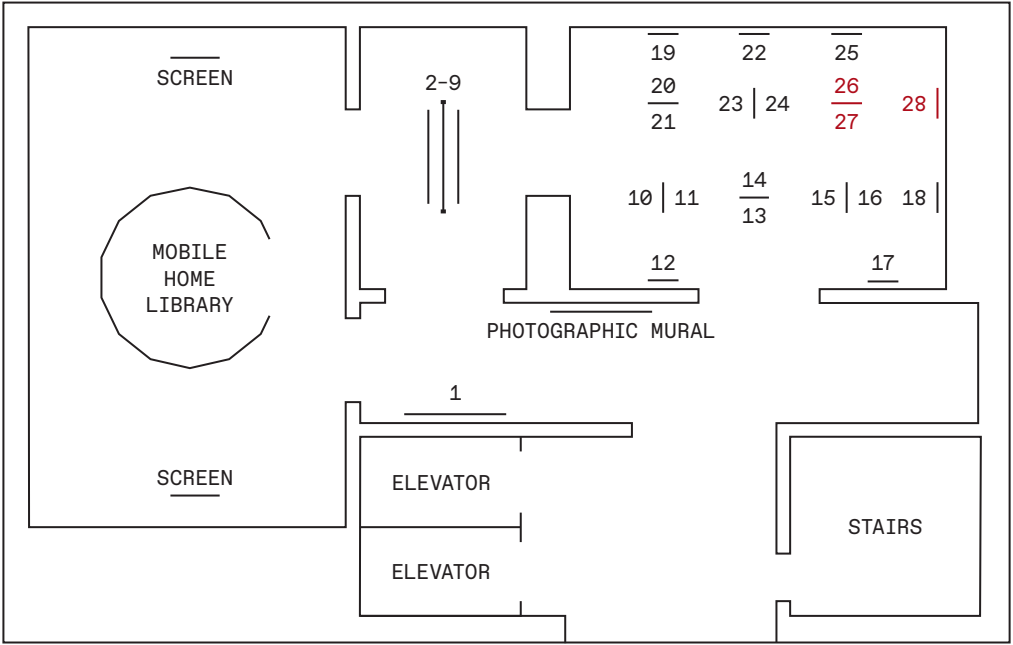 SCREEN
2–9
19
22
25
20
21
23
24
26
27
28
10
11
14
13
15
16
18
12
17
MOBILE
HOME
LIBRARY
PHOTOGRAPHIC MURAL
1
SCREEN
ELEVATOR
ELEVATOR
STAIRS